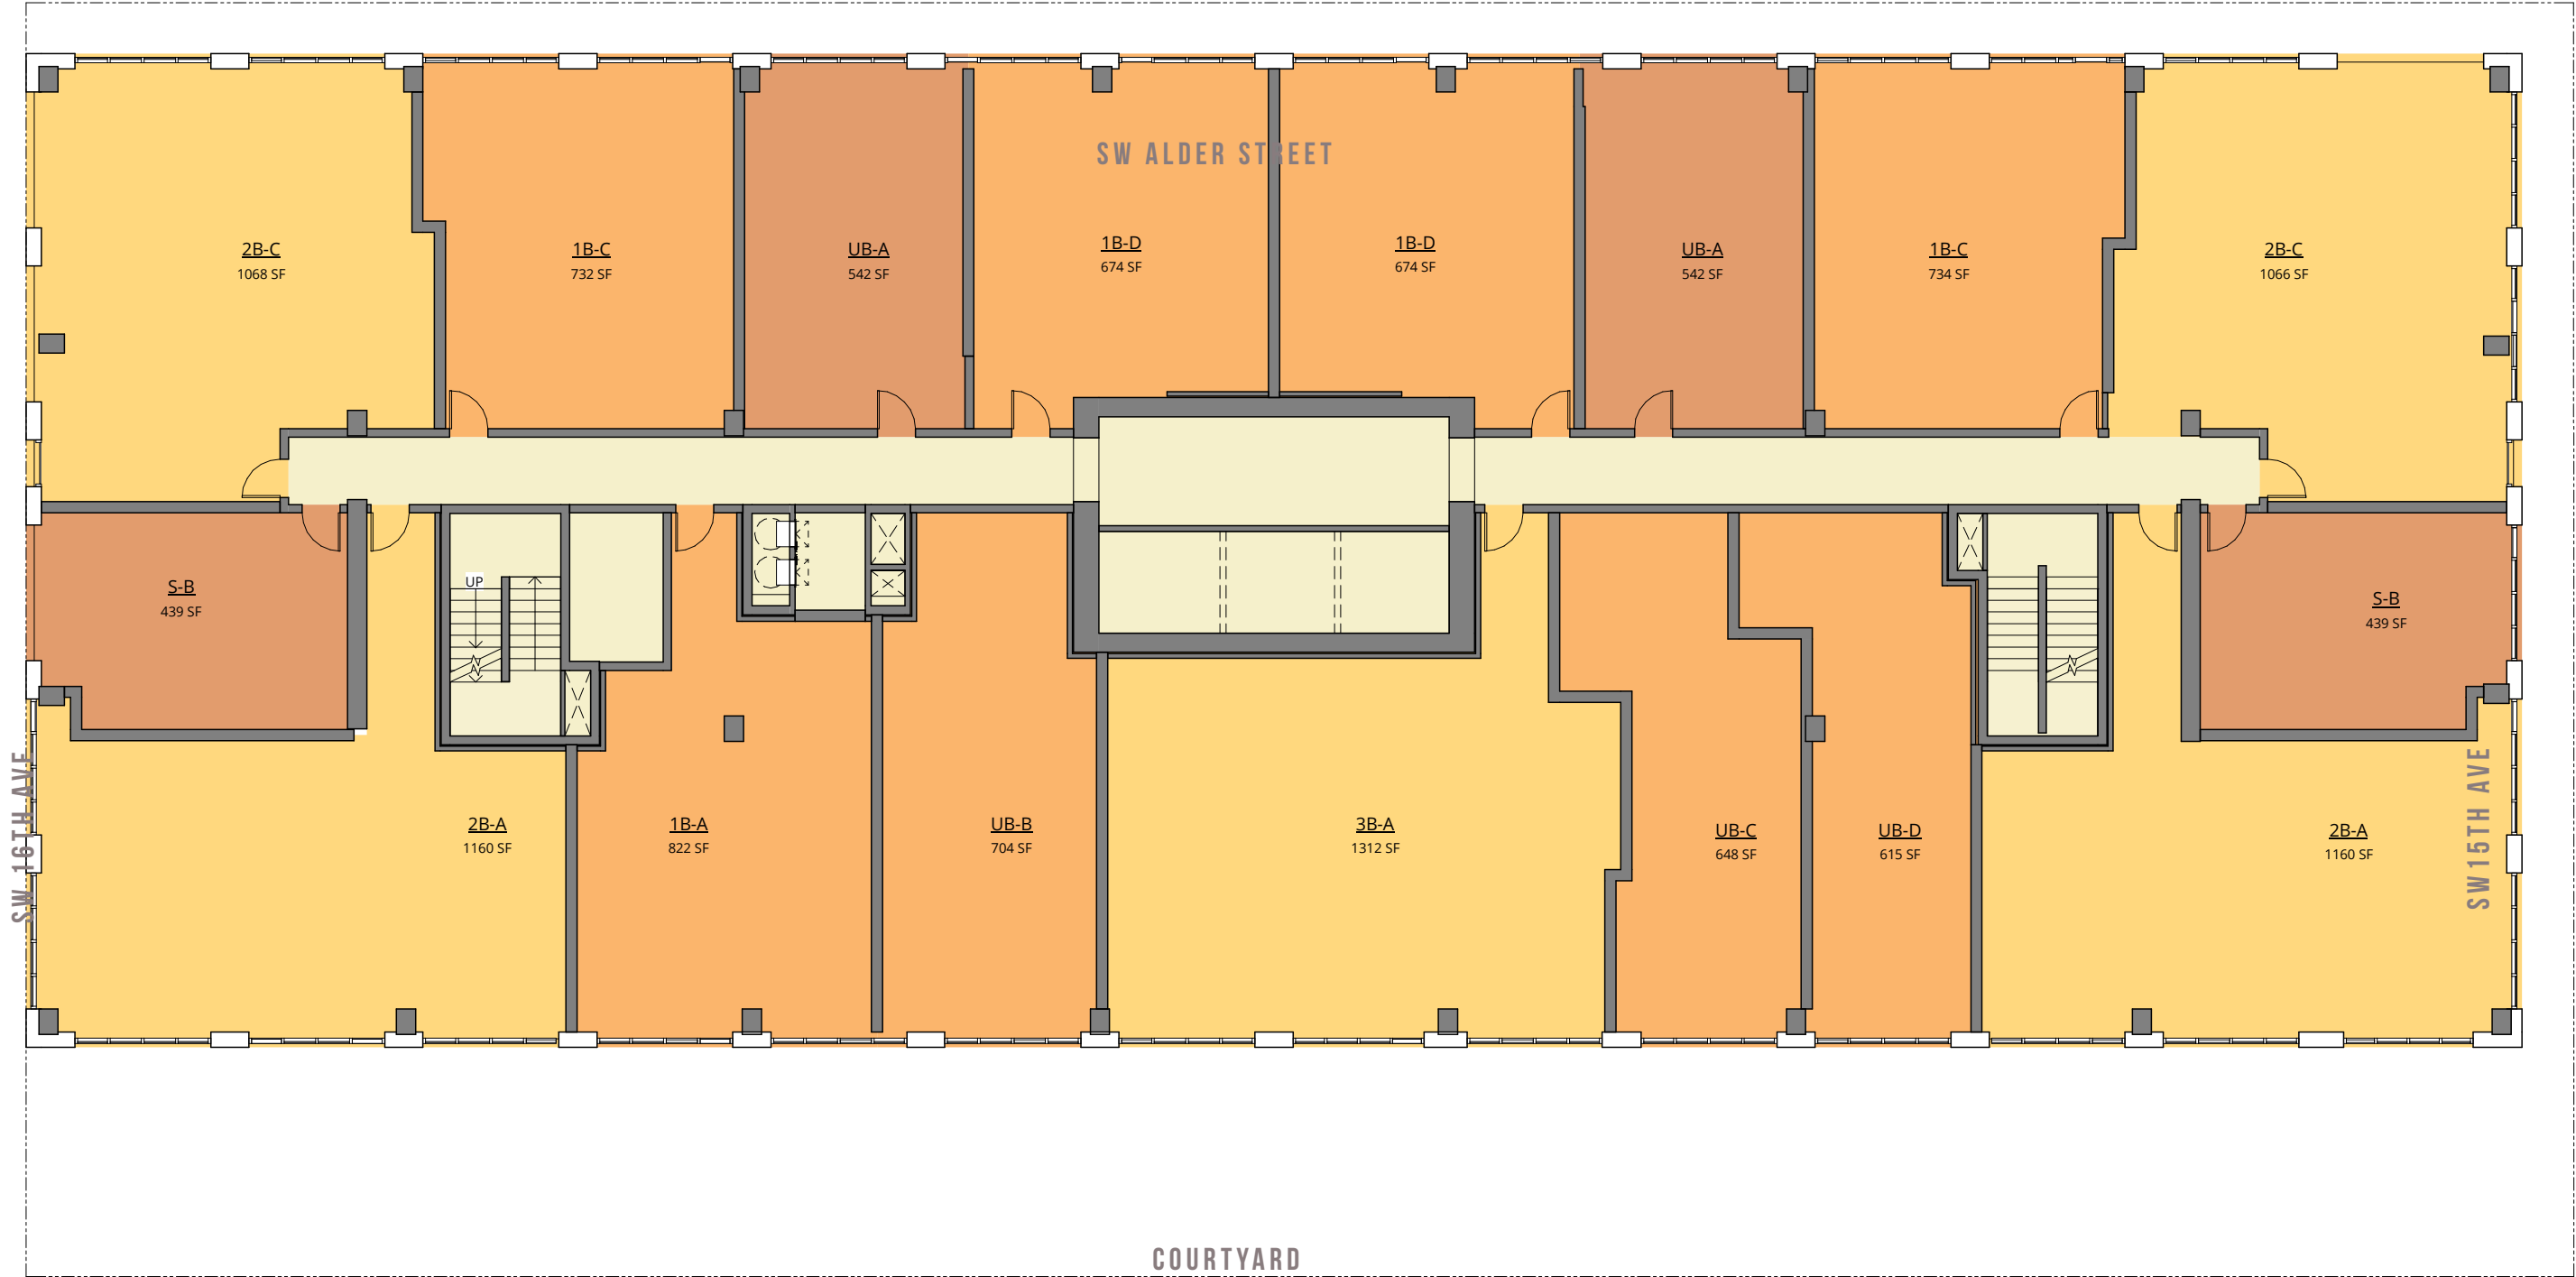 SW ALDER STREET
2B-C
1068 SF
1B-C
732 SF
UB-A
542 SF
1B-D
674 SF
1B-D
674 SF
UB-A
542 SF
1B-C
734 SF
2B-C
1066 SF
S-B
439 SF
UP
S-B
439 SF
SW 16TH AVE
2B-A
1160 SF
1B-A
822 SF
UB-B
704 SF
3B-A
1312 SF
UB-C
648 SF
UB-D
615 SF
2B-A
1160 SF
SW 15TH AVE
COURTYARD